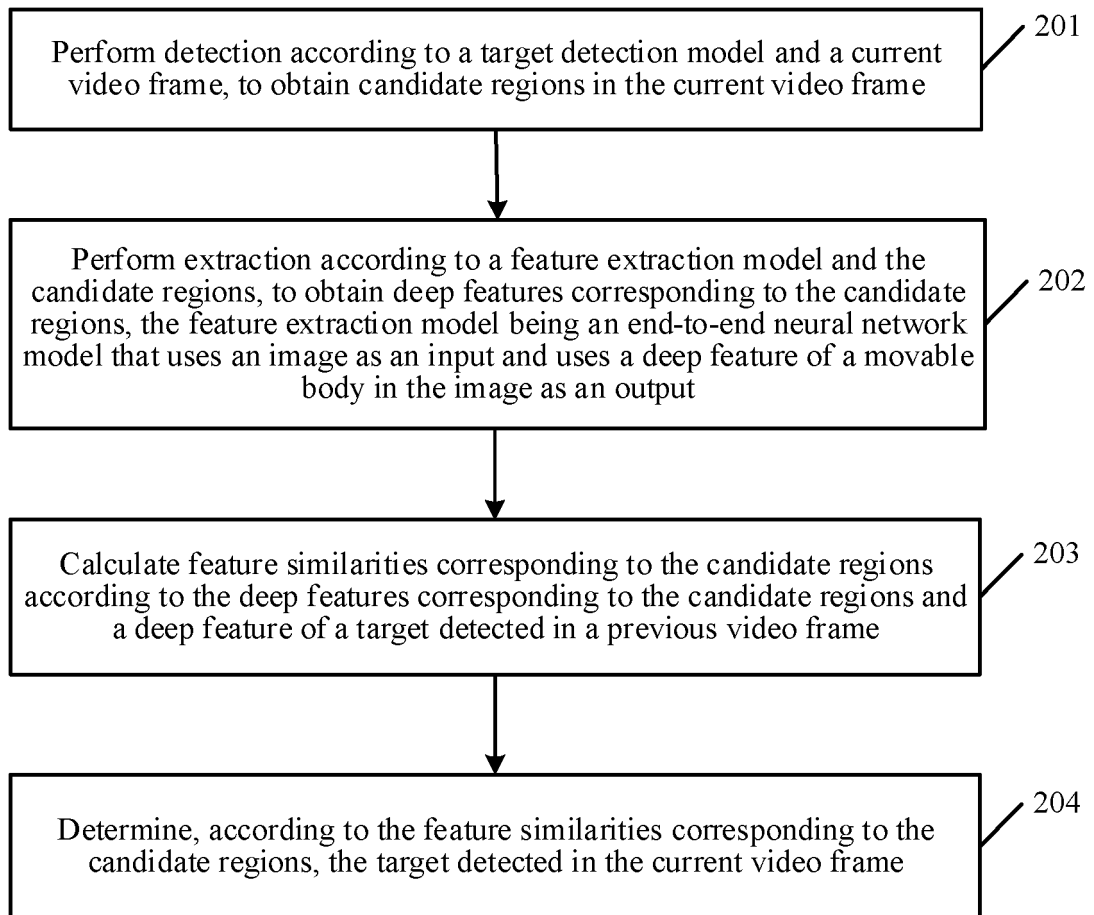 201
Perform detection according to a target detection model and a current
video frame, to obtain candidate regions in the current video frame
202
Perform extraction according to a feature extraction model and the
candidate regions, to obtain deep features corresponding to the candidate
regions, the feature extraction model being an end-to-end neural network
model that uses an image as an input and uses a deep feature of a movable
body in the image as an output
203
Calculate feature similarities corresponding to the candidate regions
according to the deep features corresponding to the candidate regions and
a deep feature of a target detected in a previous video frame
204
Determine, according to the feature similarities corresponding to the
candidate regions, the target detected in the current video frame